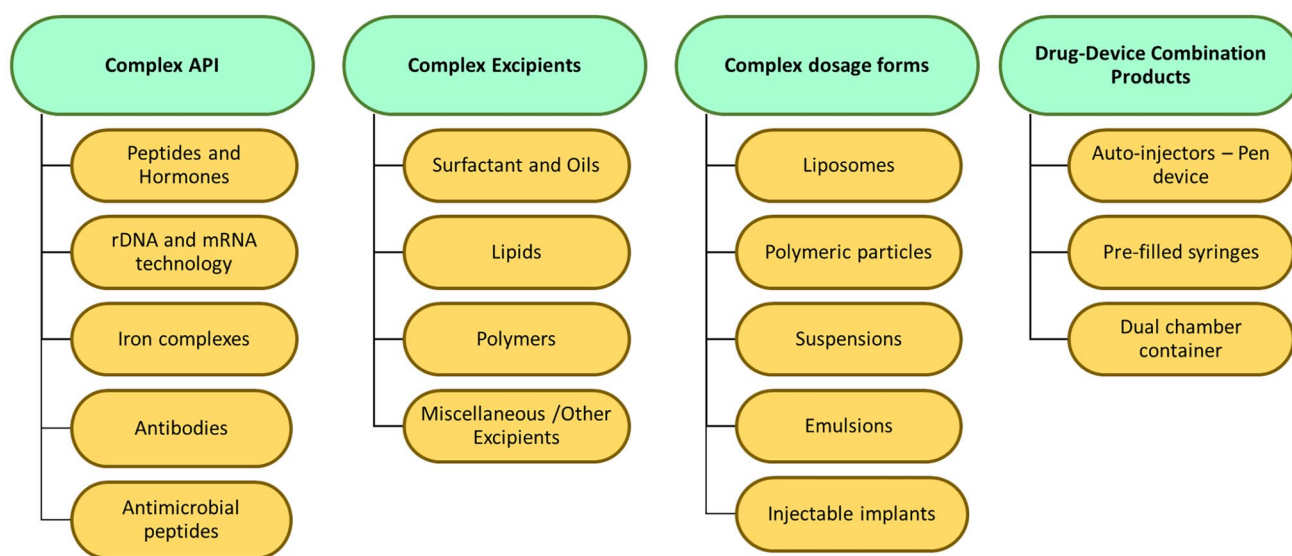 Complex API
Peptides and
Hormones
rDNA and mRNA
technology
Iron complexes
Antibodies
Antimicrobial
peptides
Complex Excipients
Surfactant and Oils
Lipids
Polymers
Miscellaneous /Other
Excipients
Complex dosage forms
Liposomes
Polymeric particles
Suspensions
Emulsions
Injectable implants
Drug-Device Combination
Products
Auto-injectors – Pen
device
Pre-filled syringes
Dual chamber
container